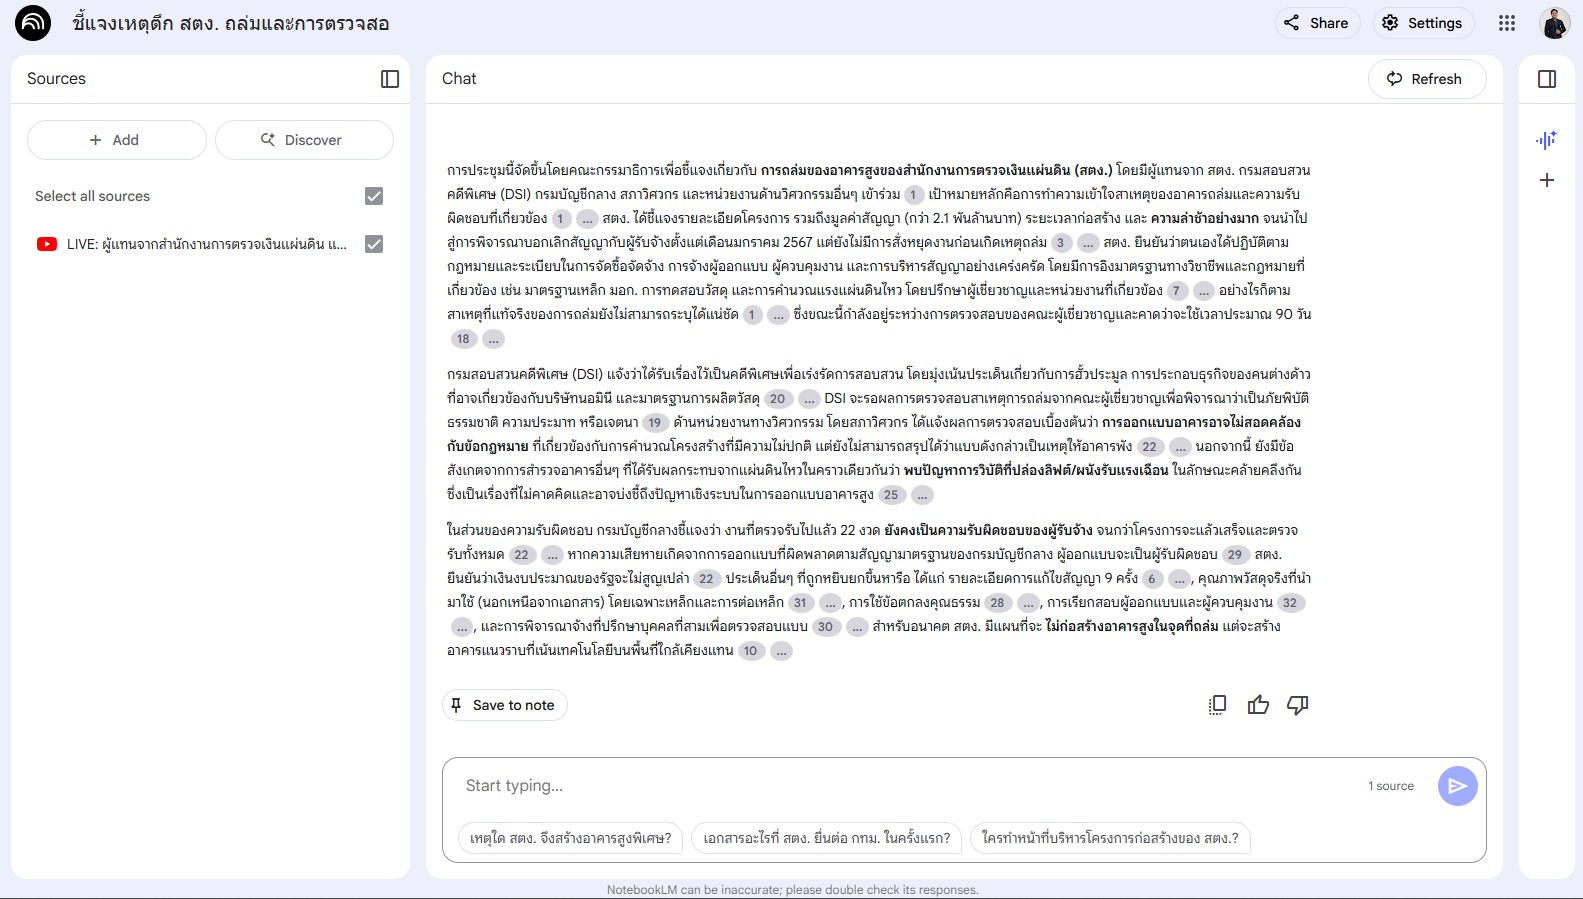 ชี้แจงเหตุตึก สตง. ถล่มและการตรวจสอ
Share
Settings
Sources
Add
Discover
Select all sources
LIVE: ผู้แทนจากสำนักงานการตรวจเงินแผ่นดิน แ...
Chat
Refresh
การประชุมนี้จัดขึ้นโดยคณะกรรมาธิการเพื่อชี้แจงเกี่ยวกับ การถล่มของอาคารสูงของสำนักงานการตรวจเงินแผ่นดิน (สตง.) โดยมีผู้แทนจาก สตง. กรมสอบสวน
คดีพิเศษ (DSI) กรมบัญชีกลาง สภาวิศวกร และหน่วยงานด้านวิศวกรรมอื่นๆ เข้าร่วม 1 เป้าหมายหลักคือการทำความเข้าใจสาเหตุของอาคารถล่มและความรับ
ผิดชอบที่เกี่ยวข้อง 1 ... สตง. ได้ชี้แจงรายละเอียดโครงการ รวมถึงมูลค่าสัญญา (กว่า 2.1 พันล้านบาท) ระยะเวลาก่อสร้าง และ ความล่าช้าอย่างมาก จนนำไป
สู่การพิจารณาบอกเลิกสัญญากับผู้รับจ้างตั้งแต่เดือนมกราคม 2567 แต่ยังไม่มีการสั่งหยุดงานก่อนเกิดเหตุถล่ม 3 ... สตง. ยืนยันว่าตนเองได้ปฏิบัติตาม
กฎหมายและระเบียบในการจัดซื้อจัดจ้าง การจ้างผู้ออกแบบ ผู้ควบคุมงาน และการบริหารสัญญาอย่างเคร่งครัด โดยมีการอิงมาตรฐานทางวิชาชีพและกฎหมายที่
เกี่ยวข้อง เช่น มาตรฐานเหล็ก มอก. การทดสอบวัสดุ และการคำนวณแรงแผ่นดินไหว โดยปรึกษาผู้เชี่ยวชาญและหน่วยงานที่เกี่ยวข้อง 7 ... อย่างไรก็ตาม
สาเหตุที่แท้จริงของการถล่มยังไม่สามารถระบุได้แน่ชัด 1 ... ซึ่งขณะนี้กำลังอยู่ระหว่างการตรวจสอบของคณะผู้เชี่ยวชาญและคาดว่าจะใช้เวลาประมาณ 90 วัน
18 ...
กรมสอบสวนคดีพิเศษ (DSI) แจ้งว่าได้รับเรื่องไว้เป็นคดีพิเศษเพื่อเร่งรัดการสอบสวน โดยมุ่งเน้นประเด็นเกี่ยวกับการฮั้วประมูล การประกอบธุรกิจของคนต่างด้าว
ที่อาจเกี่ยวข้องกับบริษัทนอมินี และมาตรฐานการผลิตวัสดุ 20 ... DSI จะรอผลการตรวจสอบสาเหตุการถล่มจากคณะผู้เชี่ยวชาญเพื่อพิจารณาว่าเป็นภัยพิบัติ
ธรรมชาติ ความประมาท หรือเจตนา 19 ด้านหน่วยงานทางวิศวกรรม โดยสภาวิศวกร ได้แจ้งผลการตรวจสอบเบื้องต้นว่า การออกแบบอาคารอาจไม่สอดคล้อง
กับข้อกฎหมาย ที่เกี่ยวข้องกับการคำนวณโครงสร้างที่มีความไม่ปกติ แต่ยังไม่สามารถสรุปได้ว่าแบบดังกล่าวเป็นเหตุให้อาคารพัง 22 ... นอกจากนี้ ยังมีข้อ
สังเกตจากการสำรวจอาคารอื่นๆ ที่ได้รับผลกระทบจากแผ่นดินไหวในคราวเดียวกันว่า พบปัญหาการวิบัติที่ปล่องลิฟต์/ผนังรับแรงเฉือน ในลักษณะคล้ายคลึงกัน
ซึ่งเป็นเรื่องที่ไม่คาดคิดและอาจบ่งชี้ถึงปัญหาเชิงระบบในการออกแบบอาคารสูง 25 ...
ในส่วนของความรับผิดชอบ กรมบัญชีกลางชี้แจงว่า งานที่ตรวจรับไปแล้ว 22 งวด ยังคงเป็นความรับผิดชอบของผู้รับจ้าง จนกว่าโครงการจะแล้วเสร็จและตรวจ
รับทั้งหมด 22 ... หากความเสียหายเกิดจากการออกแบบที่ผิดพลาดตามสัญญามาตรฐานของกรมบัญชีกลาง ผู้ออกแบบจะเป็นผู้รับผิดชอบ 29 สตง.
ยืนยันว่าเงินงบประมาณของรัฐจะไม่สูญเปล่า 22 ประเด็นอื่นๆ ที่ถูกหยิบยกขึ้นหารือ ได้แก่ รายละเอียดการแก้ไขสัญญา 9 ครั้ง 6 ..., คุณภาพวัสดุจริงที่นำ
มาใช้ (นอกเหนือจากเอกสาร) โดยเฉพาะเหล็กและการต่อเหล็ก 31 ..., การใช้ข้อตกลงคุณธรรม 28 ..., การเรียกสอบผู้ออกแบบและผู้ควบคุมงาน 32
..., และการพิจารณาจ้างที่ปรึกษาบุคคลที่สามเพื่อตรวจสอบแบบ 30 ... สำหรับอนาคต สตง. มีแผนที่จะ ไม่ก่อสร้างอาคารสูงในจุดที่ถล่ม แต่จะสร้าง
อาคารแนวราบที่เน้นเทคโนโลยีบนพื้นที่ใกล้เคียงแทน 10 ...
Save to note
Start typing...
1 source
เหตุใด สตง. จึงสร้างอาคารสูงพิเศษ?
เอกสารอะไรที่ สตง. ยื่นต่อ กทม. ในครั้งแรก?
ใครทำหน้าที่บริหารโครงการก่อสร้างของ สตง.?
NotebookLM can be inaccurate; please double check its responses.